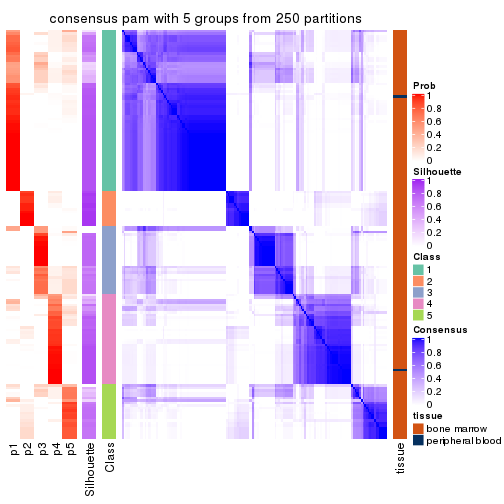 consensus pam with 5 groups from 250 partitions
p1
p2
p3
p4
p5
Silhouette
Class
tissue
Prob
1
0.8
0.6
0.4
0.2
0
Silhouette
1
0.8
0.6
0.4
0.2
0
Class
1
2
3
4
5
Consensus
1
0.8
0.6
0.4
0.2
0
tissue
bone marrow
peripheral blood